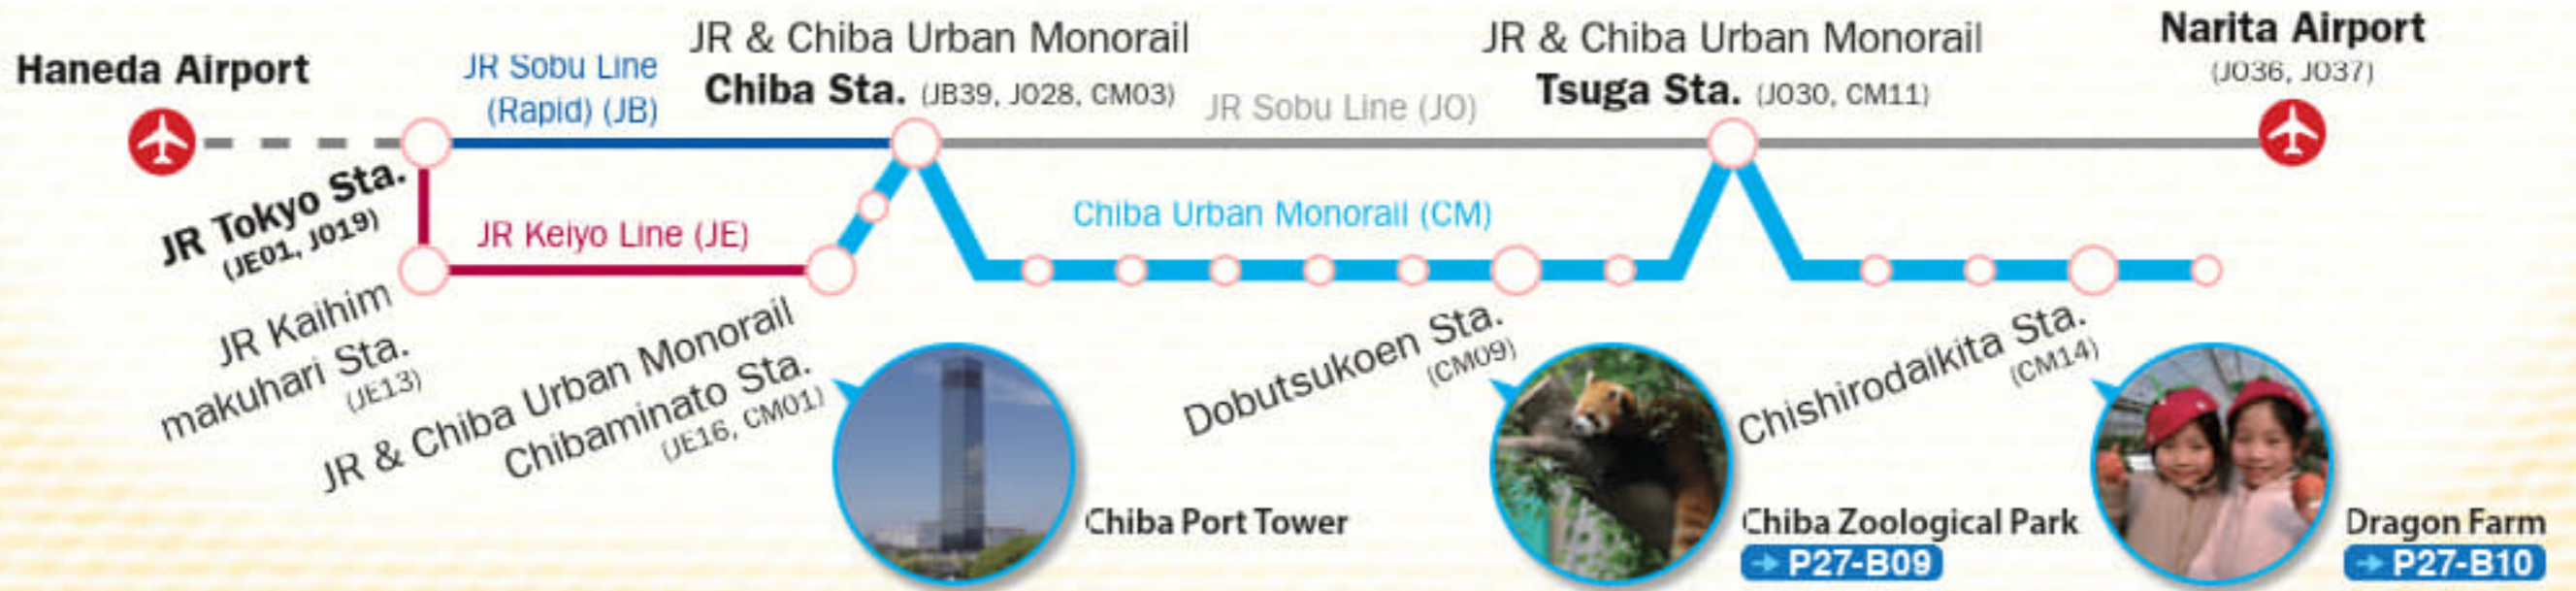 Haneda Airport
JR Sobu Line
(Rapid) (JB)
JR & Chiba Urban Monorail
Chiba Sta. (JB39, JO28, CM03)
JR Sobu Line (JO)
JR & Chiba Urban Monorail
Tsuga Sta. (JO30, CM11)
Narita Airport
(JO36, JO37)
JR Tokyo Sta.
(JE01, JO19)
JR Keiyo Line (JE)
Chiba Urban Monorail (CM)
JR Kaihim
makuhari Sta.
(JE13)
JR & Chiba Urban Monorail
Chibaminato Sta.
(JE16, CM01)
Dobutsukoen Sta.
(CM09)
Chishirodaikita Sta.
(CM14)
Chiba Port Tower
Chiba Zoological Park
→ P27-B09
Dragon Farm
→ P27-B10